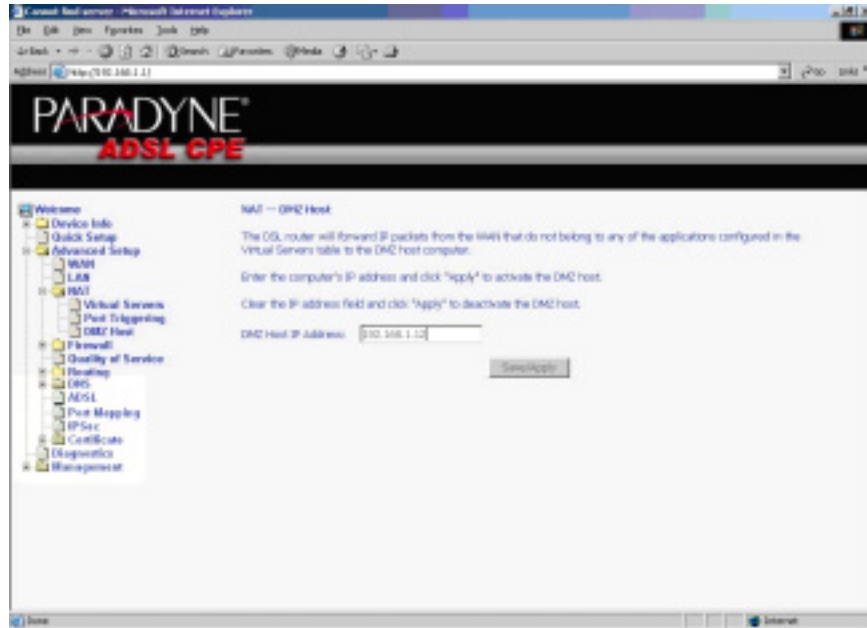 Cannot find server - Microsoft Internet Explorer
File Edit View Favorites Tools Help
Back Search Favorites Media
Address http://192.168.1.1/ Go Links
PARADYNE®
ADSL CPE
Welcome
Device Info
Quick Setup
Advanced Setup
WAN
LAN
NAT
Virtual Servers
Port Triggering
DMZ Host
Firewall
Quality of Service
Routing
DNS
ADSL
Port Mapping
IPSec
Certificate
Diagnostics
Management
NAT -- DMZ Host
The DSL router will forward IP packets from the WAN that do not belong to any of the applications configured in the
Virtual Servers table to the DMZ host computer.
Enter the computer's IP address and click "Apply" to activate the DMZ host.
Clear the IP address field and click "Apply" to deactivate the DMZ host.
DMZ Host IP Address: 192.168.1.12
Save/Apply
Done
Internet